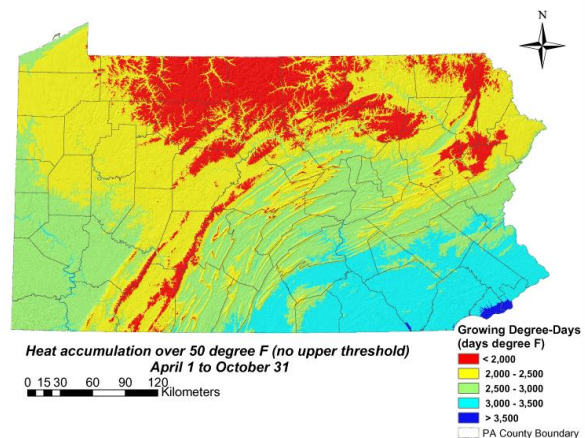 N
Heat accumulation over 50 degree F (no upper threshold)
April 1 to October 31
0 15 30 60 90 120
Kilometers
Growing Degree-Days
(days degree F)
< 2,000
2,000 - 2,500
2,500 - 3,000
3,000 - 3,500
> 3,500
PA County Boundary